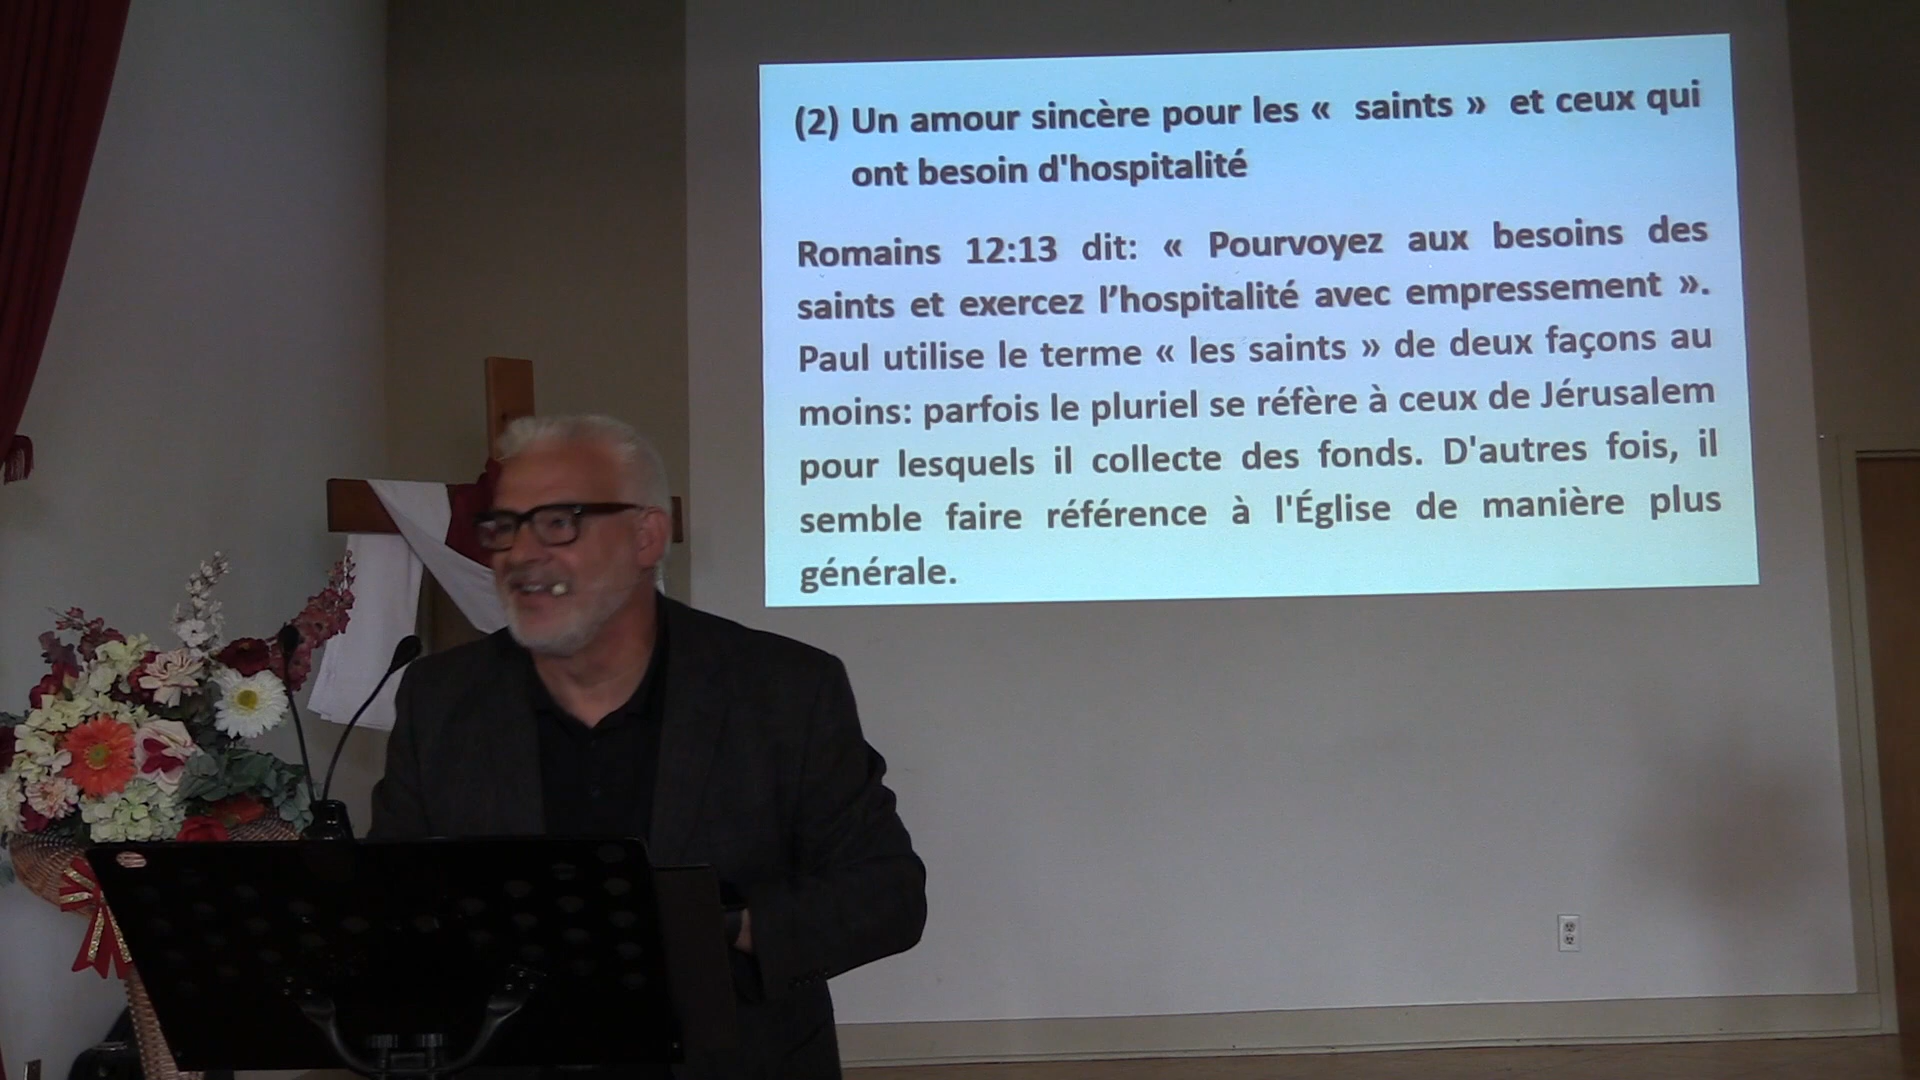 (2) Un amour sincère pour les «  saints »  et ceux qui
ont besoin d'hospitalité
Romains 12:13 dit: « Pourvoyez aux besoins des
saints et exercez l’hospitalité avec empressement ».
Paul utilise le terme « les saints » de deux façons au
moins: parfois le pluriel se réfère à ceux de Jérusalem
pour lesquels il collecte des fonds. D'autres fois, il
semble faire référence à l'Église de manière plus
générale.